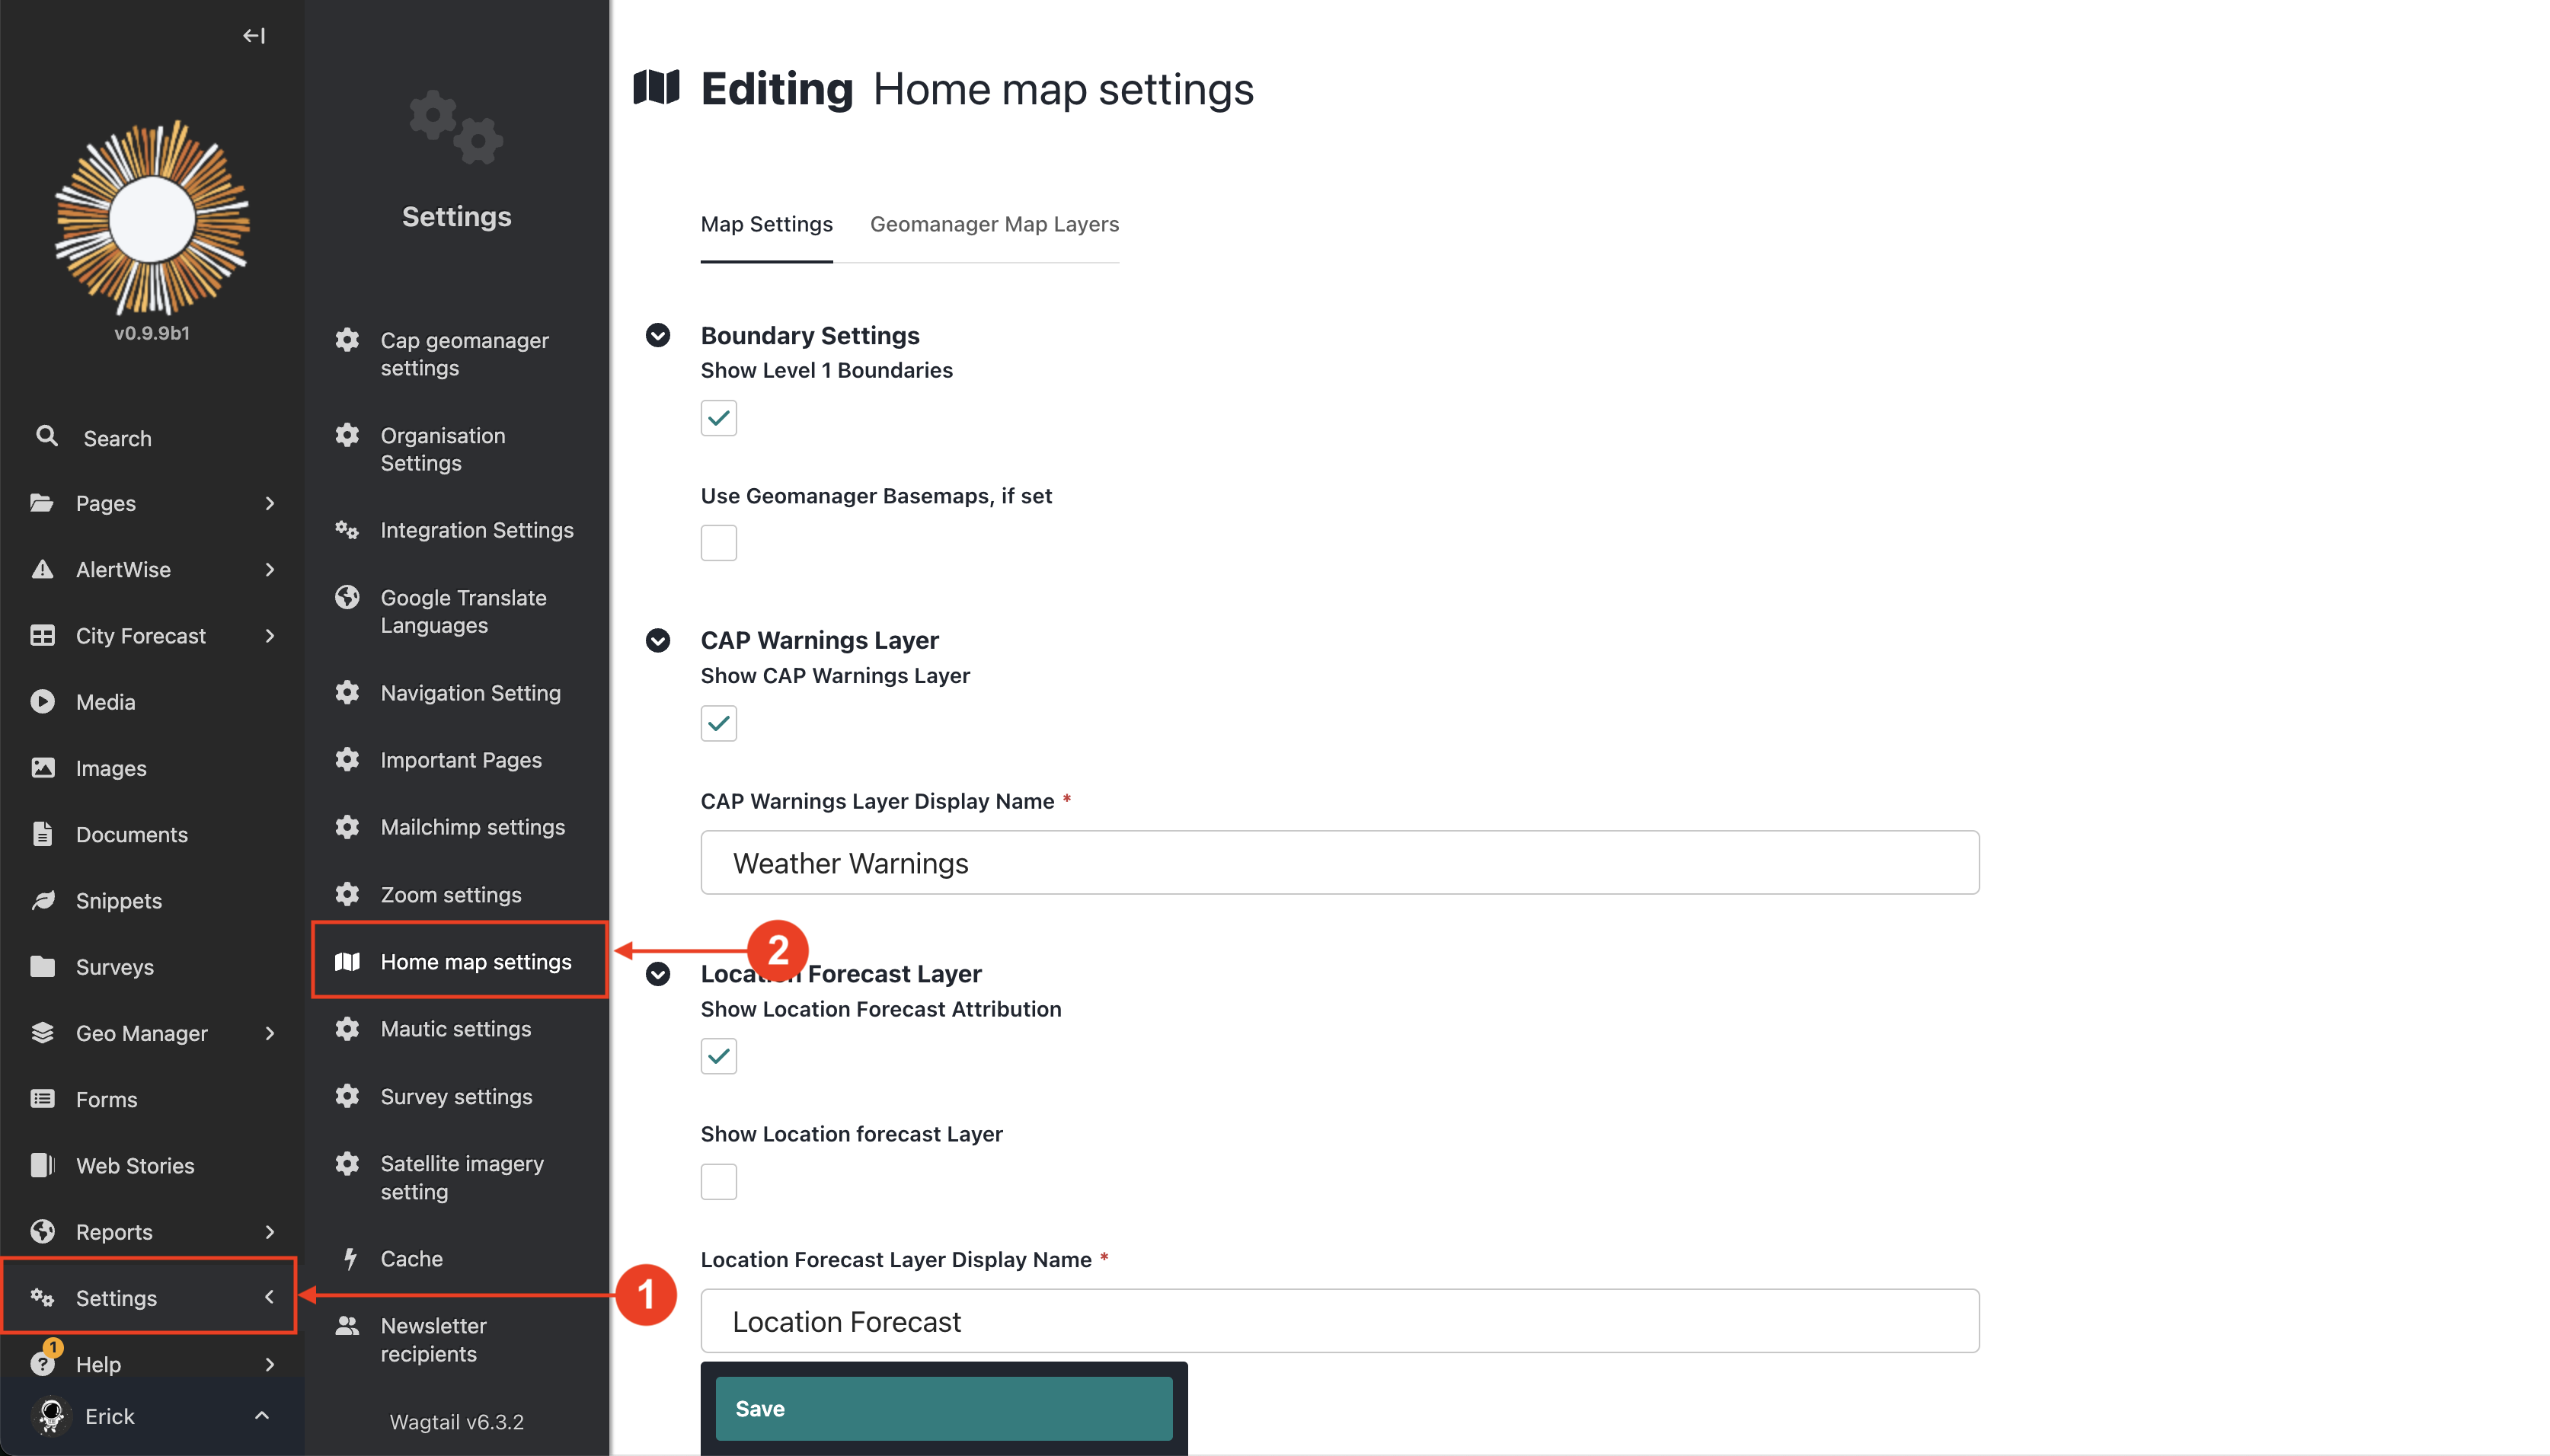 v0.9.9b1
Search
Pages
AlertWise
City Forecast
Media
Images
Documents
Snippets
Surveys
Geo Manager
Forms
Web Stories
Reports
Settings
1
Help
Erick
Settings
Cap geomanager
settings
Organisation
Settings
Integration Settings
Google Translate
Languages
Navigation Setting
Important Pages
Mailchimp settings
Zoom settings
Home map settings
Mautic settings
Survey settings
Satellite imagery
setting
Cache
Newsletter
recipients
Wagtail v6.3.2
1
2
Editing Home map settings
Map Settings Geomanager Map Layers
Boundary Settings
Show Level 1 Boundaries
Use Geomanager Basemaps, if set
CAP Warnings Layer
Show CAP Warnings Layer
CAP Warnings Layer Display Name *
Weather Warnings
Location Forecast Layer
Show Location Forecast Attribution
Show Location forecast Layer
Location Forecast Layer Display Name *
Location Forecast
Save